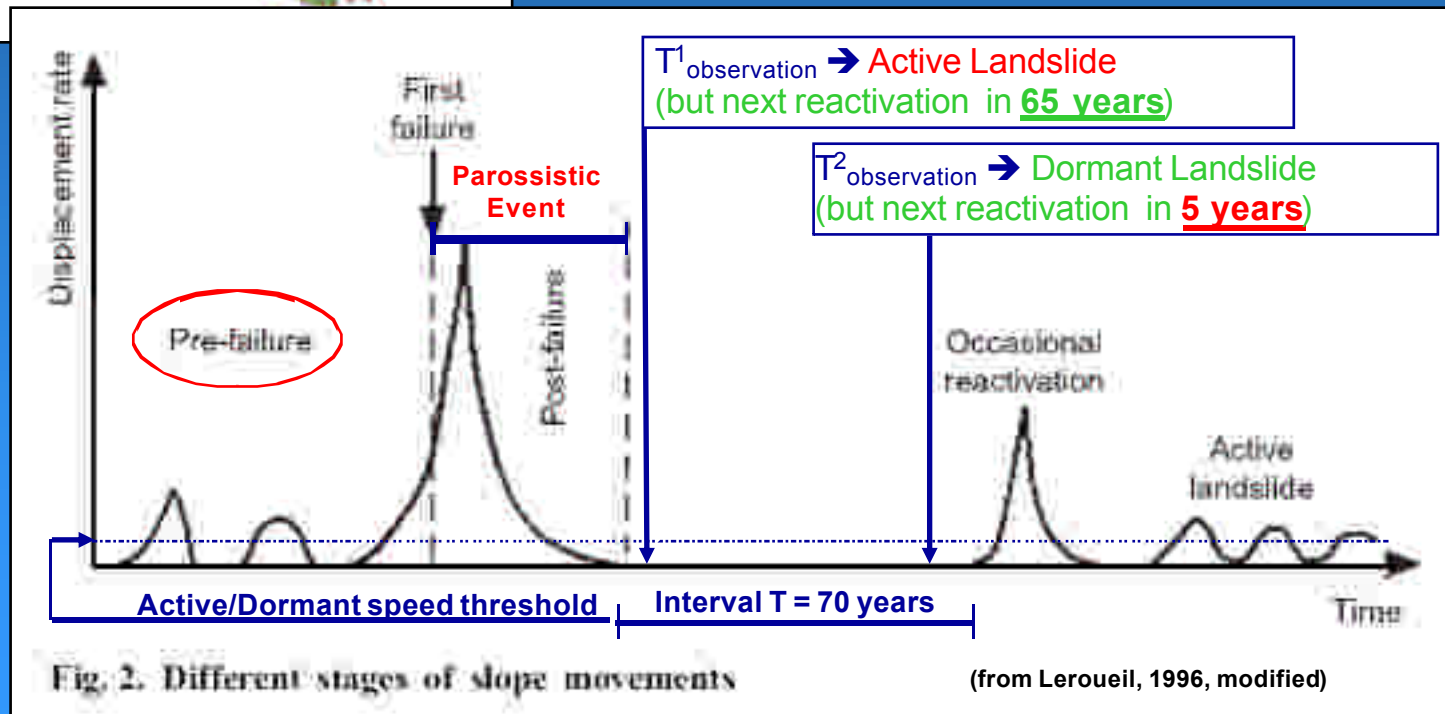 T1observation ➔ Active Landslide
(but next reactivation in 65 years)
T2observation ➔ Dormant Landslide
(but next reactivation in 5 years)
Displacement rate
First
failure
Parossistic
Event
Pre-failure
Post-failure
Occasional
reactivation
Active
landslide
Active/Dormant speed threshold
Interval T = 70 years
Time
Fig. 2. Different stages of slope movements
(from Leroueil, 1996, modified)